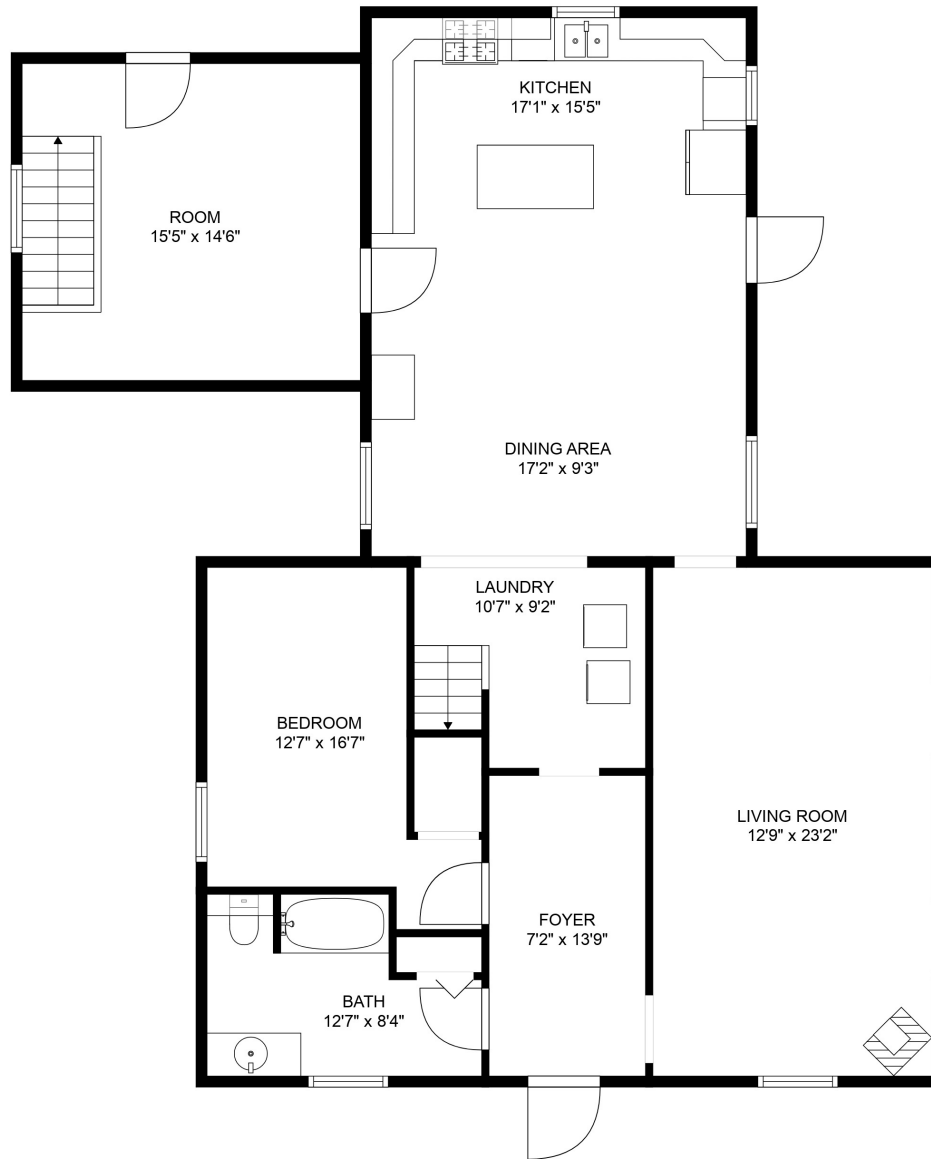 KITCHEN
17'1" x 15'5"
ROOM
15'5" x 14'6"
DINING AREA
17'2" x 9'3"
LAUNDRY
10'7" x 9'2"
BEDROOM
12'7" x 16'7"
LIVING ROOM
12'9" x 23'2"
FOYER
7'2" x 13'9"
BATH
12'7" x 8'4"